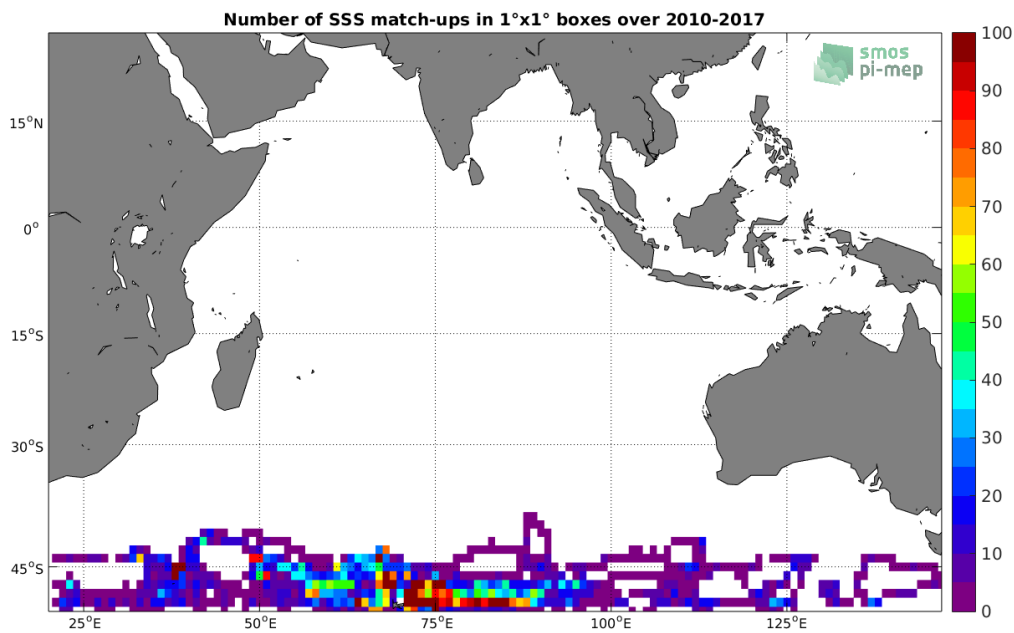 Number of SSS match-ups in 1°x1° boxes over 2010-2017
smos
pi-mep
100
90
80
70
60
50
40
30
20
10
0
15°N
0°
15°S
30°S
45°S
25°E
50°E
75°E
100°E
125°E